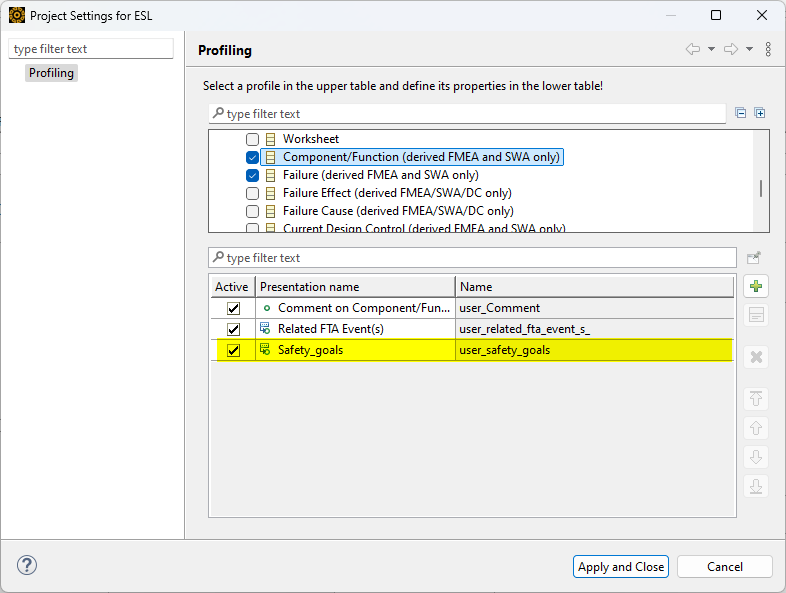 Project Settings for ESL
type filter text
Profiling
Profiling
Select a profile in the upper table and define its properties in the lower table!
type filter text
Worksheet
Component/Function (derived FMEA and SWA only)
Failure (derived FMEA and SWA only)
Failure Effect (derived FMEA/SWA/DC only)
Failure Cause (derived FMEA/SWA/DC only)
Current Design Control (derived FMEA and SWA only)
type filter text
Active Presentation name Name
Comment on Component/Fun... user_Comment
Related FTA Event(s) user_related_fta_event_s_
Safety_goals user_safety_goals
? Apply and Close Cancel